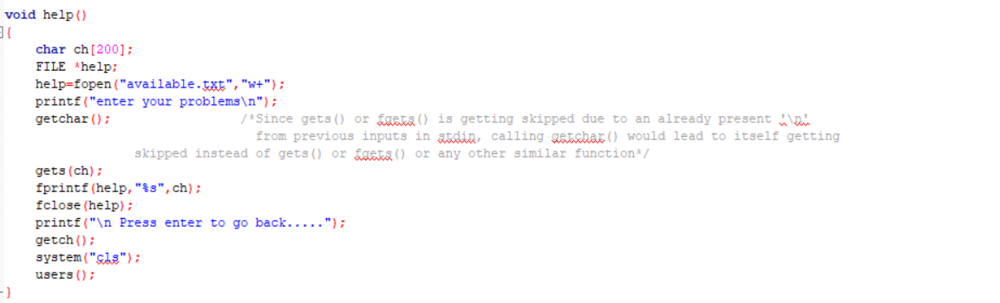 void help()
{
char ch[200];
FILE *help;
help=fopen("available.txt","w+");
printf("enter your problems\n");
getchar(); /*Since gets() or fgets() is getting skipped due to an already present '\n'
from previous inputs in stdin, calling getchar() would lead to itself getting
skipped instead of gets() or fgets() or any other similar function*/
gets(ch);
fprintf(help,"%s",ch);
fclose(help);
printf("\n Press enter to go back.....");
getch();
system("cls");
users();
}